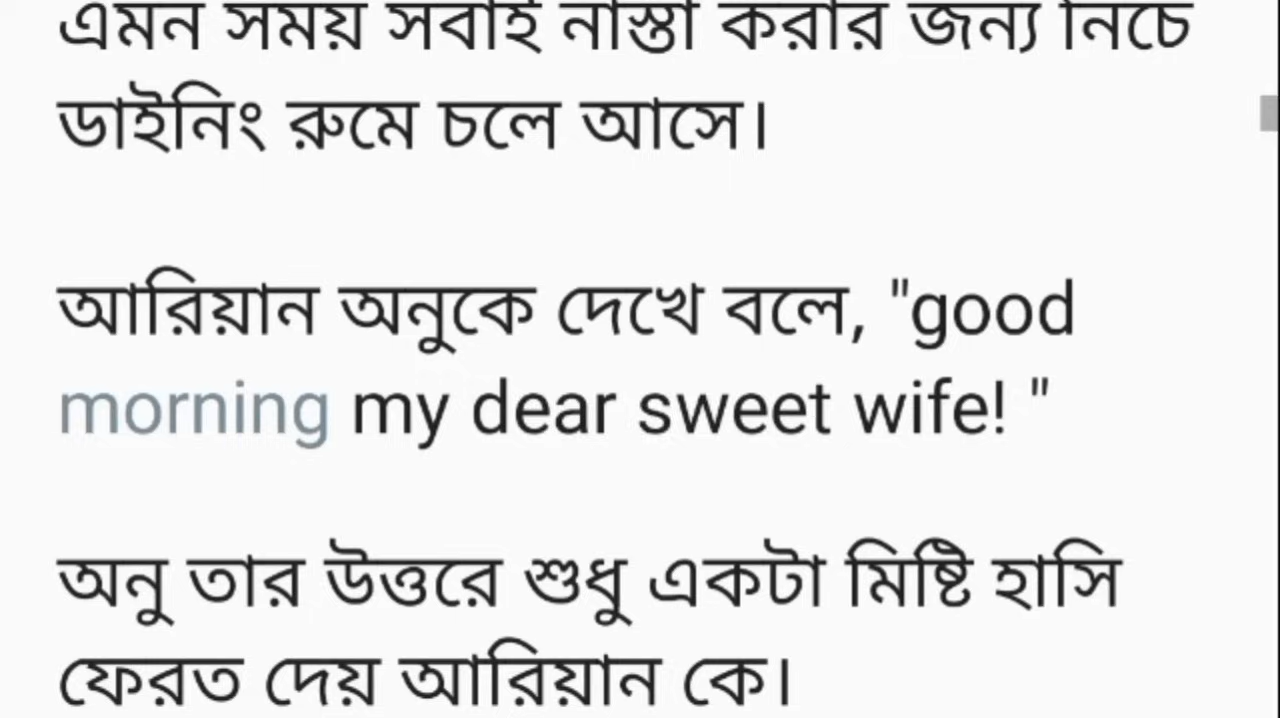 এমন সময় সবাই নাস্তা করার জন্য নিচে
ডাইনিং রুমে চলে আসে।
আরিয়ান অনুকে দেখে বলে, "good
morning my dear sweet wife! "
অনু তার উত্তরে শুধু একটা মিষ্টি হাসি
ফেরত দেয় আরিয়ান কে।